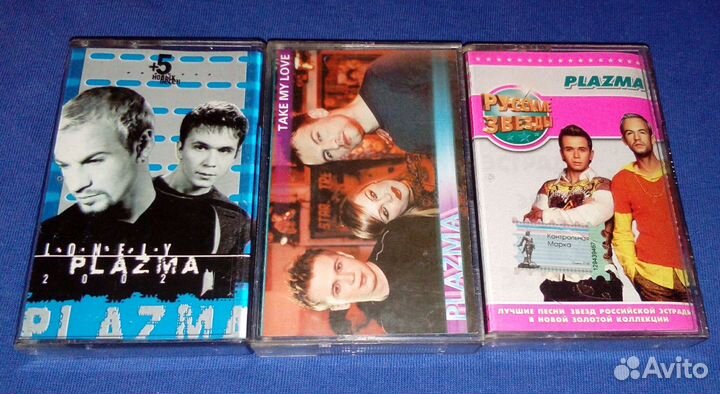 +5
новых
песен
L·O·N·E·L·Y
PLAZMA
2002
PLAZMA
TAKE MY LOVE
PLAZMA
PLAZMA
РУССКИЕ
ЗВЕЗДЫ
Контрольная
Марка
ЛУЧШИЕ ПЕСНИ ЗВЕЗД РОССИЙСКОЙ ЭСТРАДЫ
В НОВОЙ ЗОЛОТОЙ КОЛЛЕКЦИИ
Avito